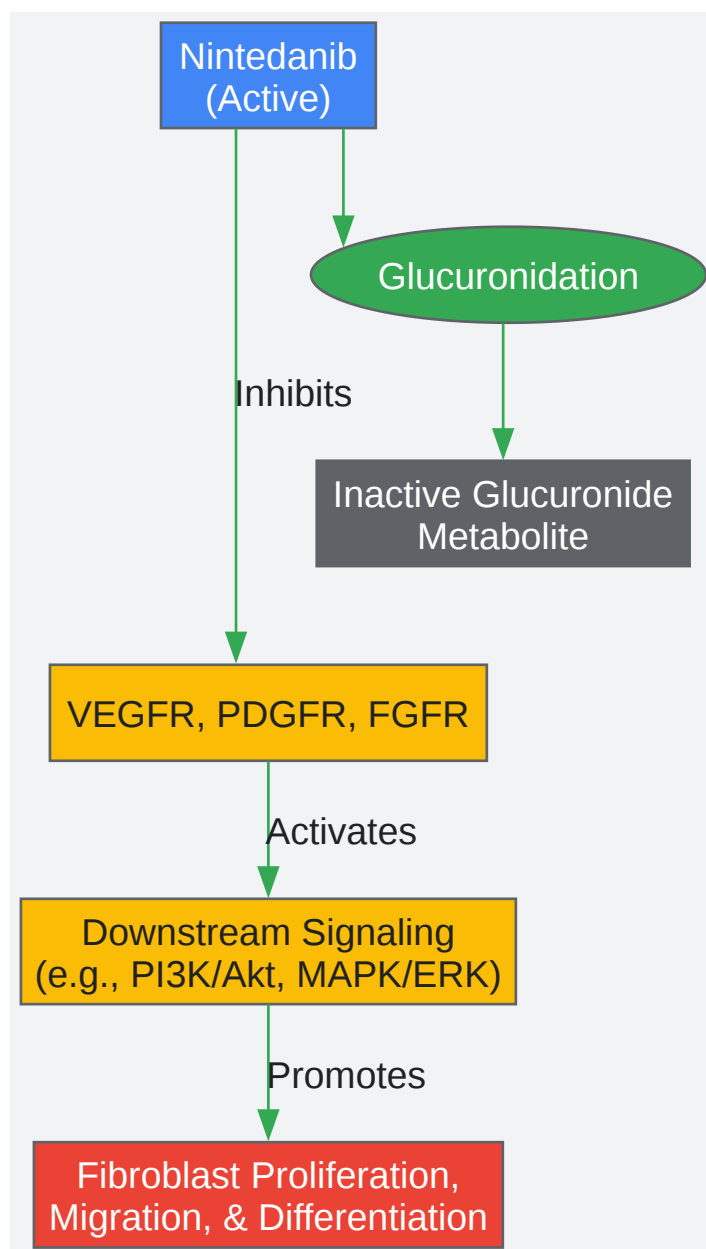 Nintedanib
(Active)
Glucuronidation
Inhibits
Inactive Glucuronide
Metabolite
VEGFR, PDGFR, FGFR
Activates
Downstream Signaling
(e.g., PI3K/Akt, MAPK/ERK)
Promotes
Fibroblast Proliferation,
Migration, & Differentiation